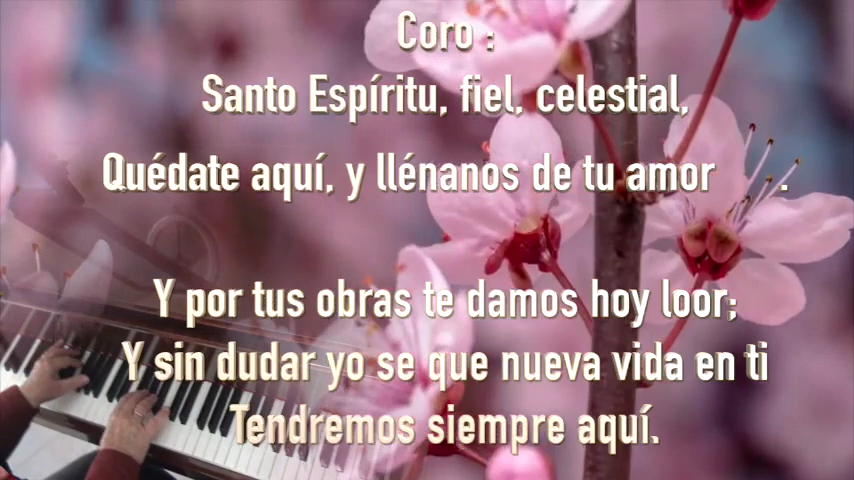 Coro :
Santo Espíritu, fiel, celestial,
Quédate aquí, y llénanos de tu amor .
Y por tus obras te damos hoy loor;
Y sin dudar yo se que nueva vida en ti
Tendremos siempre aquí.